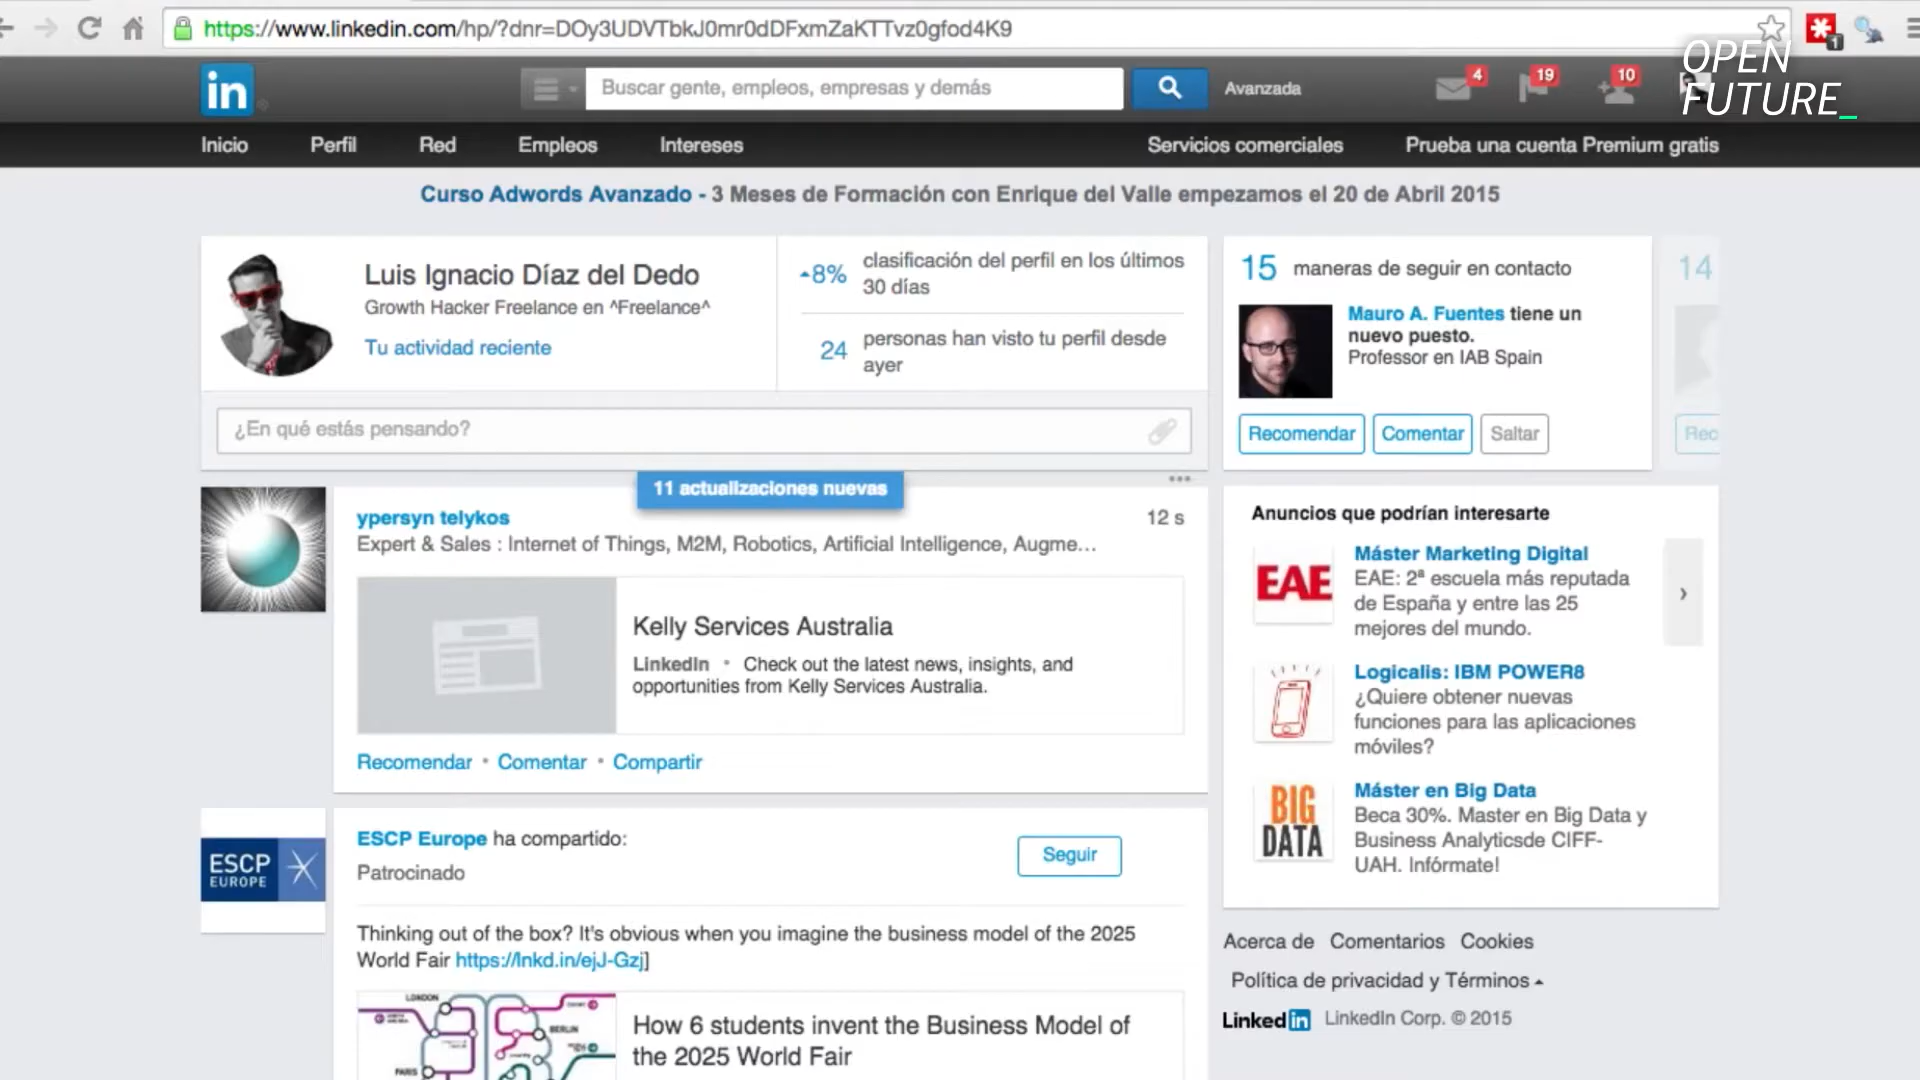 https://www.linkedin.com/hp/?dnr=DOy3UDVTbkJ0mr0dDFxmZaKTTvz0gfod4K9
1
OPEN
FUTURE_
in
Buscar gente, empleos, empresas y demás
Avanzada
4
19
10
Inicio
Perfil
Red
Empleos
Intereses
Servicios comerciales
Prueba una cuenta Premium gratis
Curso Adwords Avanzado - 3 Meses de Formación con Enrique del Valle empezamos el 20 de Abril 2015
Luis Ignacio Díaz del Dedo
Growth Hacker Freelance en ^Freelance^
Tu actividad reciente
8%
clasificación del perfil en los últimos
30 días
24
personas han visto tu perfil desde
ayer
15 maneras de seguir en contacto
Mauro A. Fuentes tiene un
nuevo puesto.
Professor en IAB Spain
Recomendar
Comentar
Saltar
14
Rec
¿En qué estás pensando?
11 actualizaciones nuevas
ypersyn telykos
12 s
Expert & Sales : Internet of Things, M2M, Robotics, Artificial Intelligence, Augme...
Kelly Services Australia
LinkedIn • Check out the latest news, insights, and
opportunities from Kelly Services Australia.
Recomendar • Comentar • Compartir
ESCP
EUROPE
ESCP Europe ha compartido:
Patrocinado
Seguir
Thinking out of the box? It's obvious when you imagine the business model of the 2025
World Fair https://lnkd.in/ejJ-Gzj]
LONDON
BERLIN
PARIS
How 6 students invent the Business Model of
the 2025 World Fair
Anuncios que podrían interesarte
EAE
Máster Marketing Digital
EAE: 2ª escuela más reputada
de España y entre las 25
mejores del mundo.
Logicalis: IBM POWER8
¿Quiere obtener nuevas
funciones para las aplicaciones
móviles?
BIG
DATA
Máster en Big Data
Beca 30%. Master en Big Data y
Business Analyticsde CIFF-
UAH. Infórmate!
Acerca de
Comentarios
Cookies
Política de privacidad y Términos
Linked in
LinkedIn Corp. © 2015